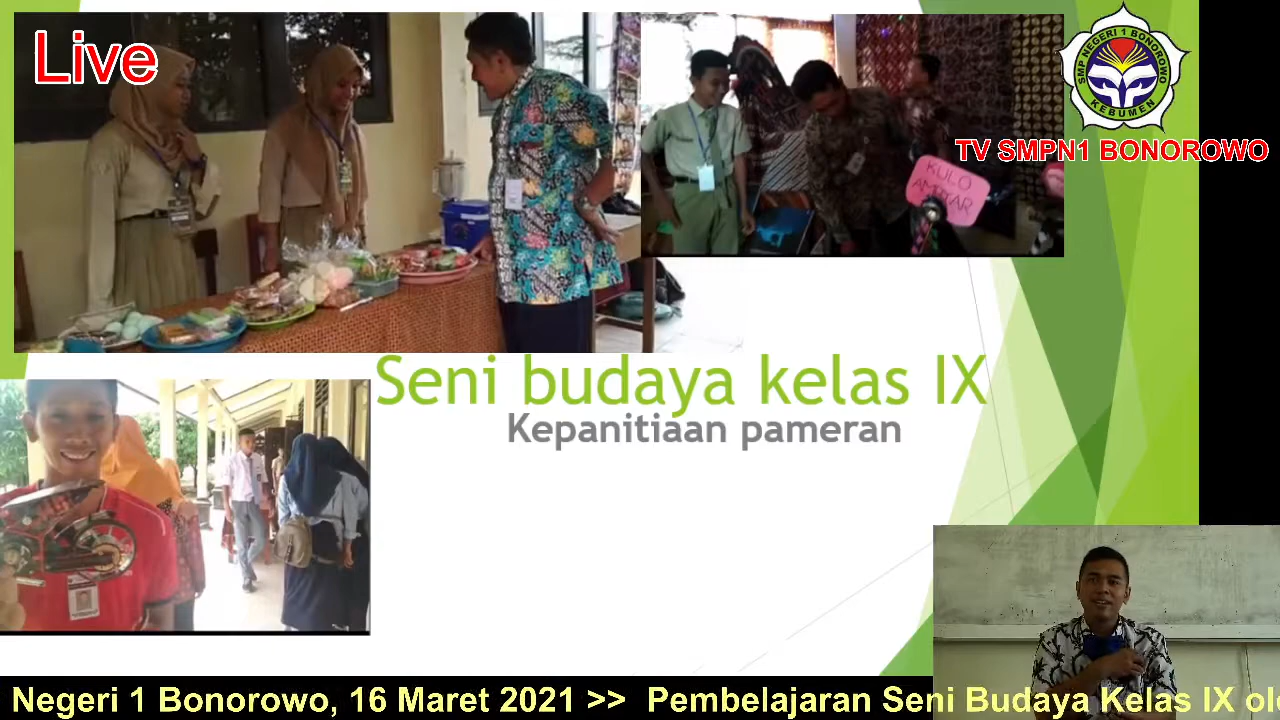 Live
SMP NEGERI 1 BONOROWO
KEBUMEN
TV SMPN1 BONOROWO
KULO
AMBYAR
Seni budaya kelas IX
Kepanitiaan pameran
Negeri 1 Bonorowo, 16 Maret 2021 >> Pembelajaran Seni Budaya Kelas IX ol